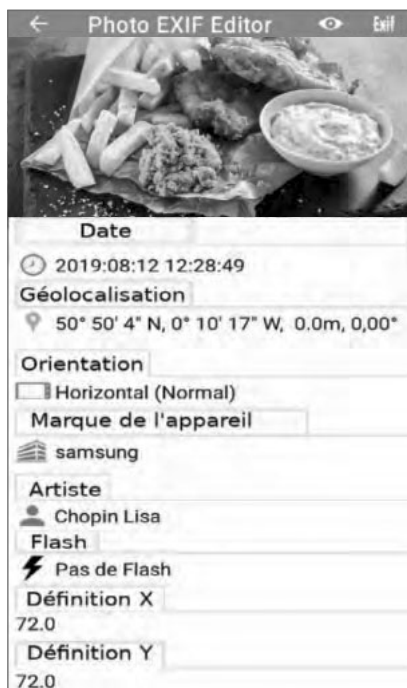 Photo EXIF Editor Exif
Date
2019:08:12 12:28:49
Géolocalisation
50° 50' 4" N, 0° 10' 17" W, 0.0m, 0,00°
Orientation
Horizontal (Normal)
Marque de l'appareil
samsung
Artiste
Chopin Lisa
Flash
Pas de Flash
Définition X
72.0
Définition Y
72.0